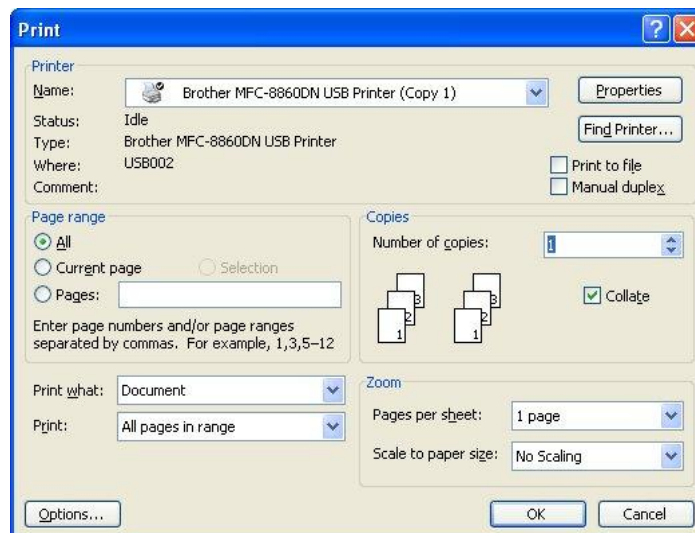 Print
Printer
Name: Brother MFC-8860DN USB Printer (Copy 1) Properties
Status: Idle
Type: Brother MFC-8860DN USB Printer Find Printer...
Where: USB002 Print to file
Comment: Manual duplex
Page range
All
Current page Selection
Pages:
Enter page numbers and/or page ranges
separated by commas. For example, 1,3,5–12
Copies
Number of copies: 1
3 3
2 2
1 1
Collate
Print what: Document
Print: All pages in range
Zoom
Pages per sheet: 1 page
Scale to paper size: No Scaling
Options... OK Cancel